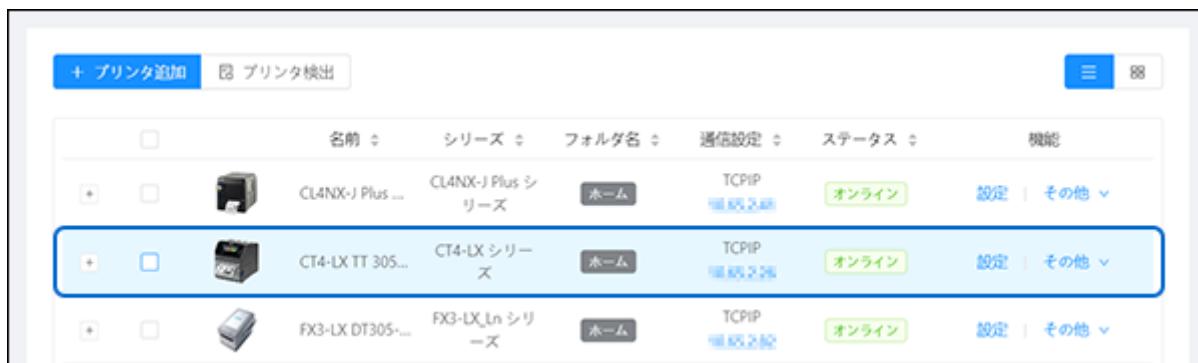 + プリンタ追加 プリンタ検出
名前 シリーズ フォルダ名 通信設定 ステータス 機能
CL4NX-J Plus ... CL4NX-J Plus シリーズ ホーム TCPIP オンライン 設定 その他
CT4-LX TT 305... CT4-LX シリーズ ホーム TCPIP オンライン 設定 その他
FX3-LX DT305-... FX3-LX_Ln シリーズ ホーム TCPIP オンライン 設定 その他